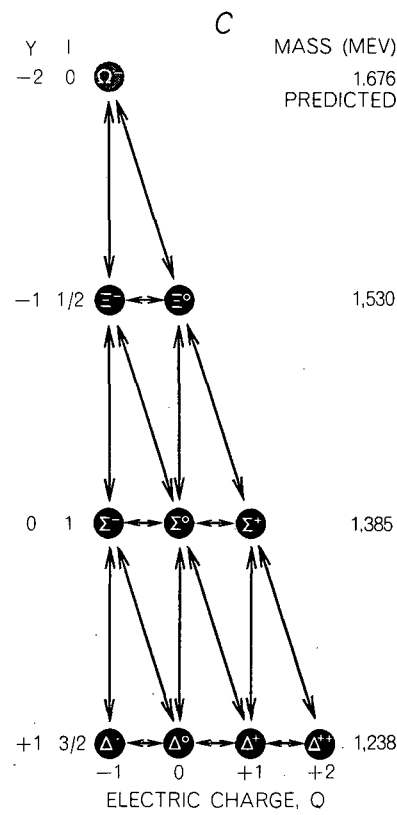 C
Y I MASS (MEV)
−2 0 Ω⁻ 1.676
PREDICTED
−1 1/2 Ξ⁻ Ξ⁰ 1,530
0 1 Σ⁻ Σ⁰ Σ⁺ 1,385
+1 3/2 Δ⁻ Δ⁰ Δ⁺ Δ⁺⁺ 1,238
−1 0 +1 +2
ELECTRIC CHARGE, Q